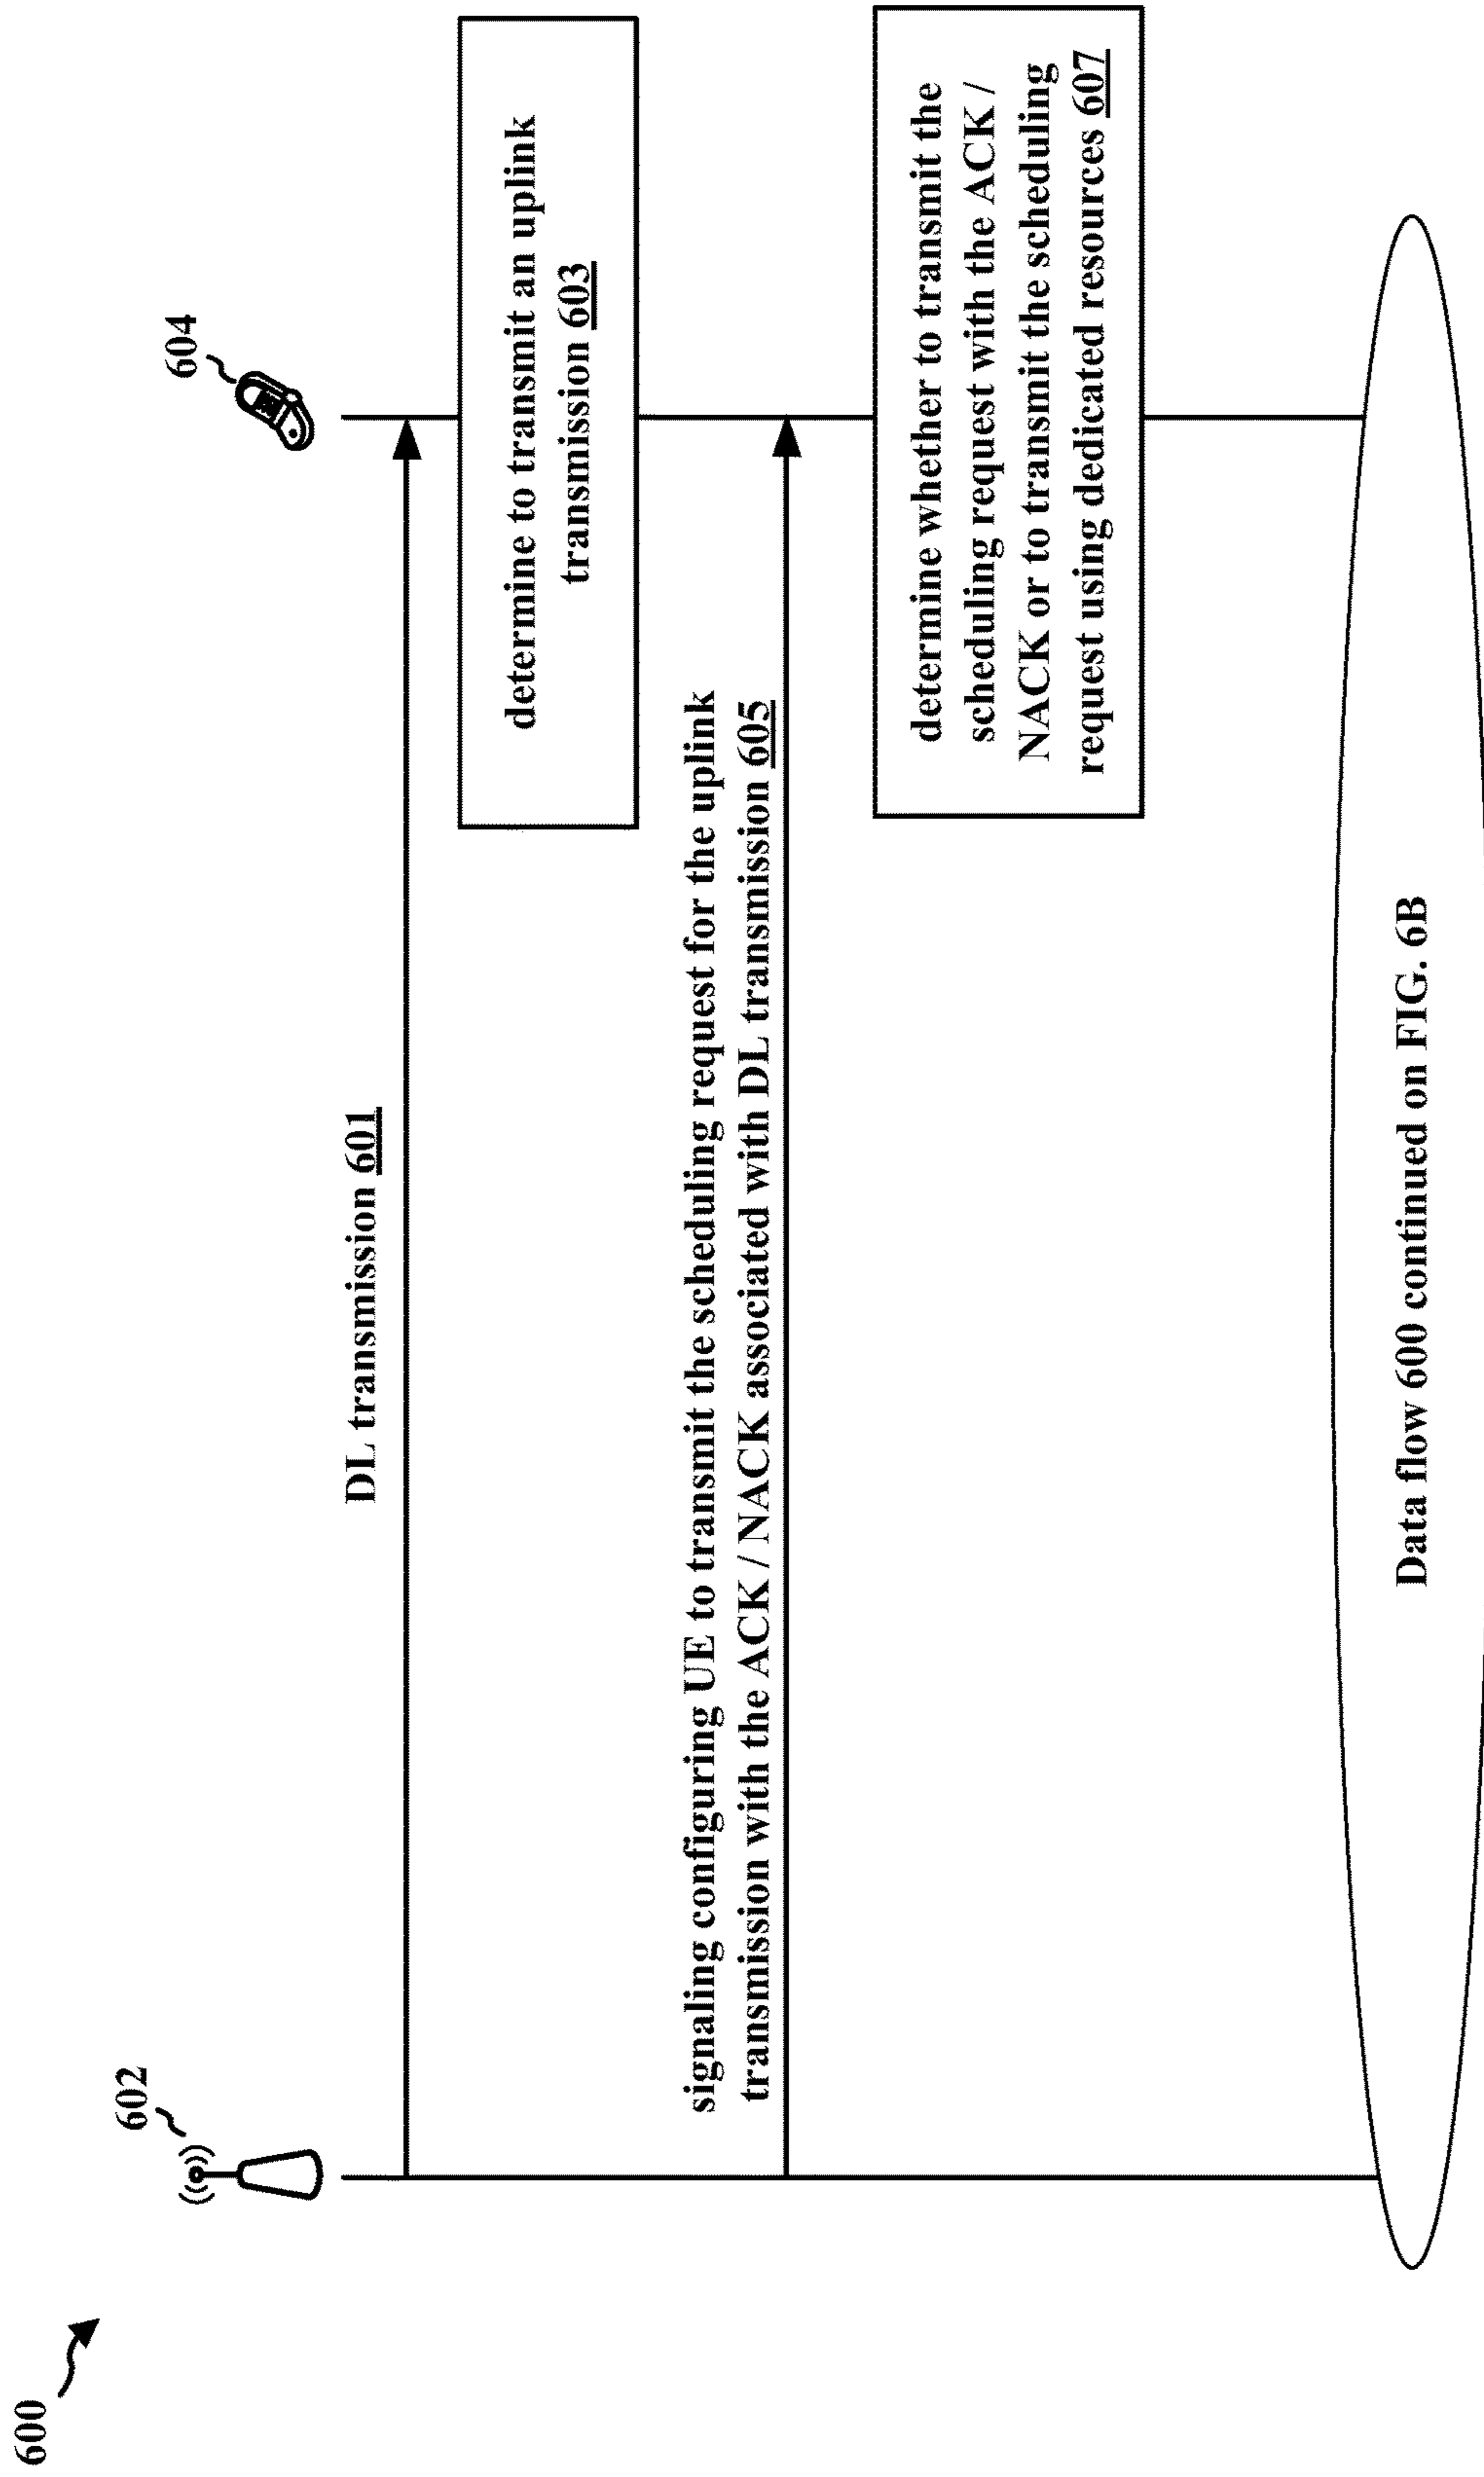 600
602
604
DL transmission 601
determine to transmit an uplink
transmission 603
signaling configuring UE to transmit the scheduling request for the uplink
transmission with the ACK / NACK associated with DL transmission 605
determine whether to transmit the
scheduling request with the ACK /
NACK or to transmit the scheduling
request using dedicated resources 607
Data flow 600 continued on FIG. 6B